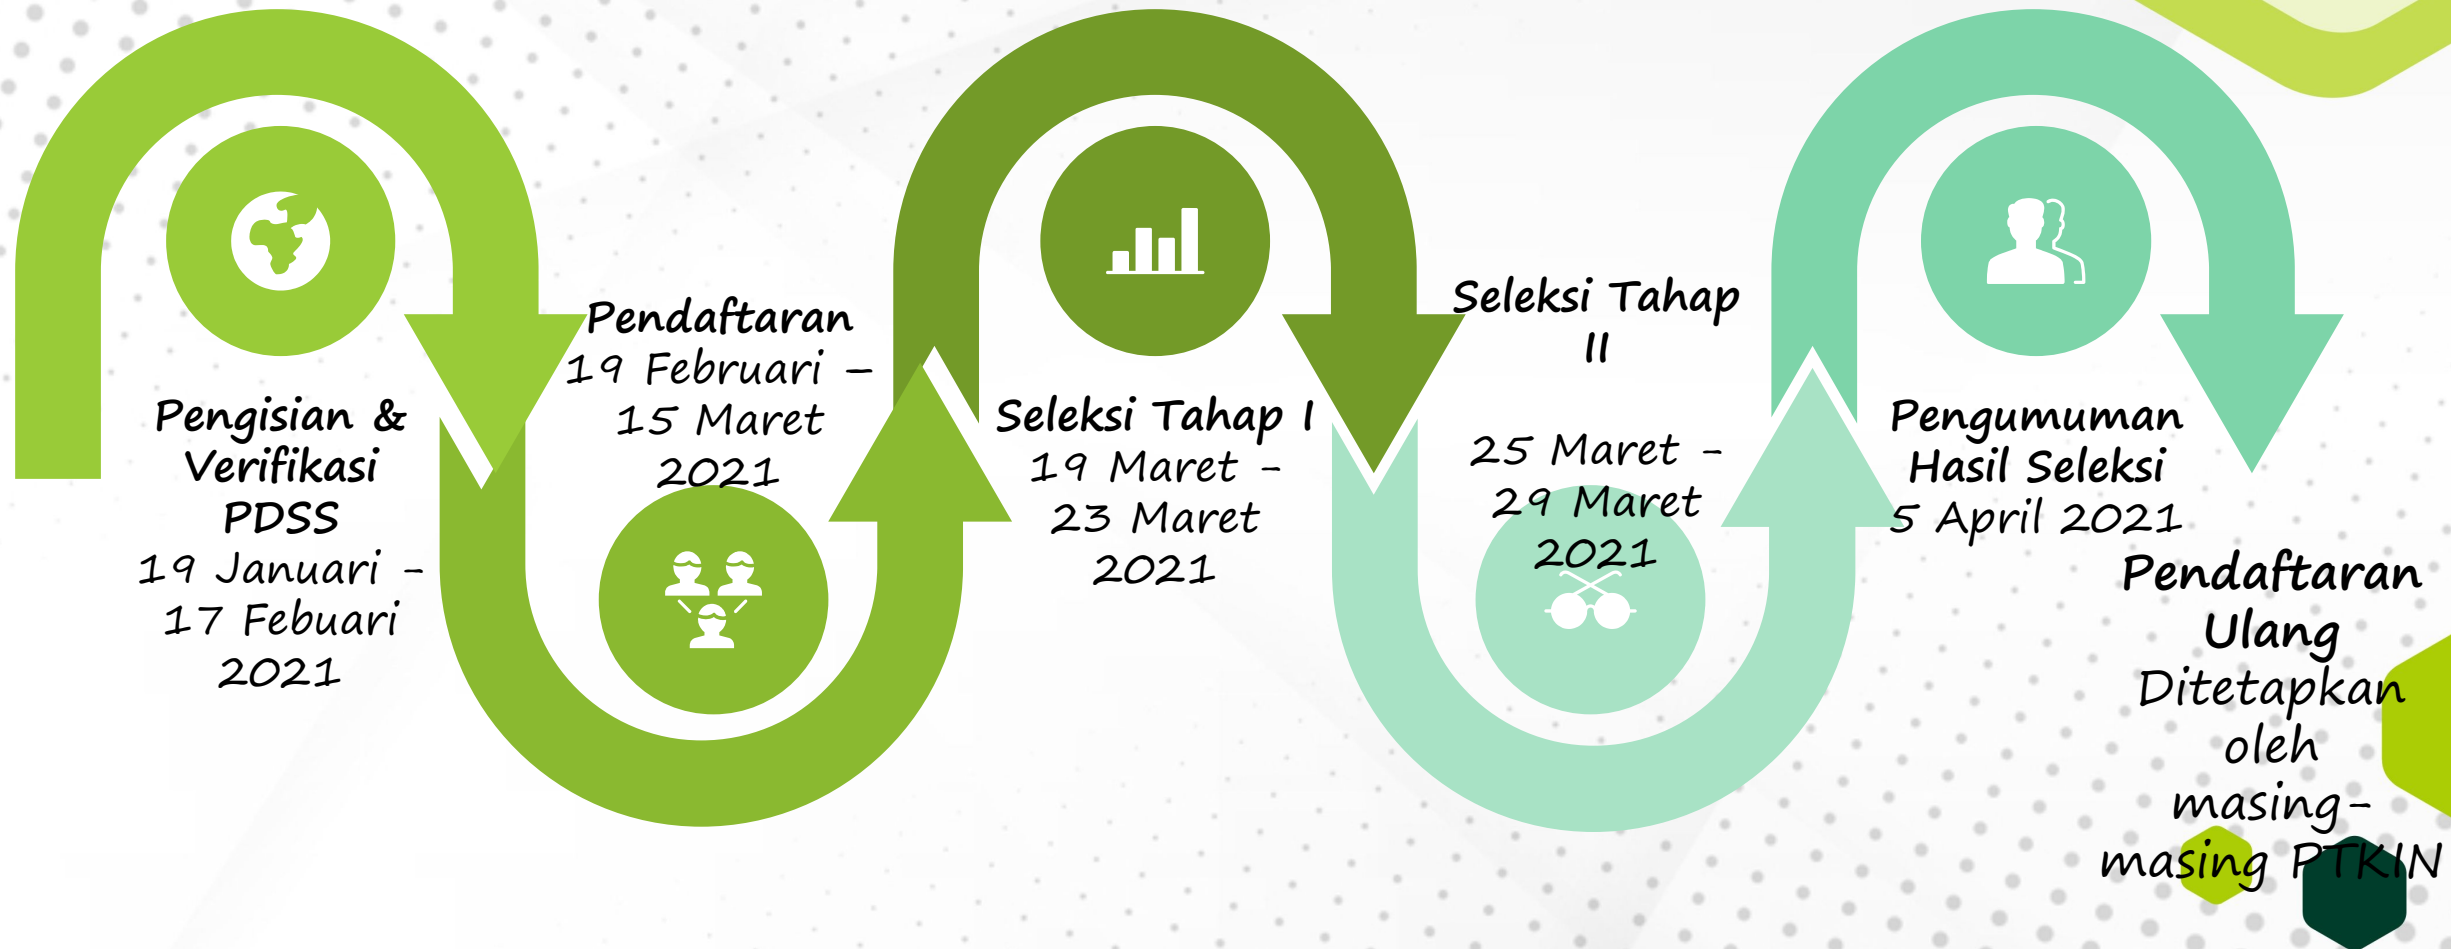 Pengisian &
Verifikasi
PDSS
19 Januari -
17 Febuari
2021
Pendaftaran
19 Februari –
15 Maret
2021
Seleksi Tahap I
19 Maret -
23 Maret
2021
Seleksi Tahap
II
25 Maret -
29 Maret
2021
Pengumuman
Hasil Seleksi
5 April 2021
Pendaftaran
Ulang
Ditetapkan
oleh
masing-
masing PTKIN